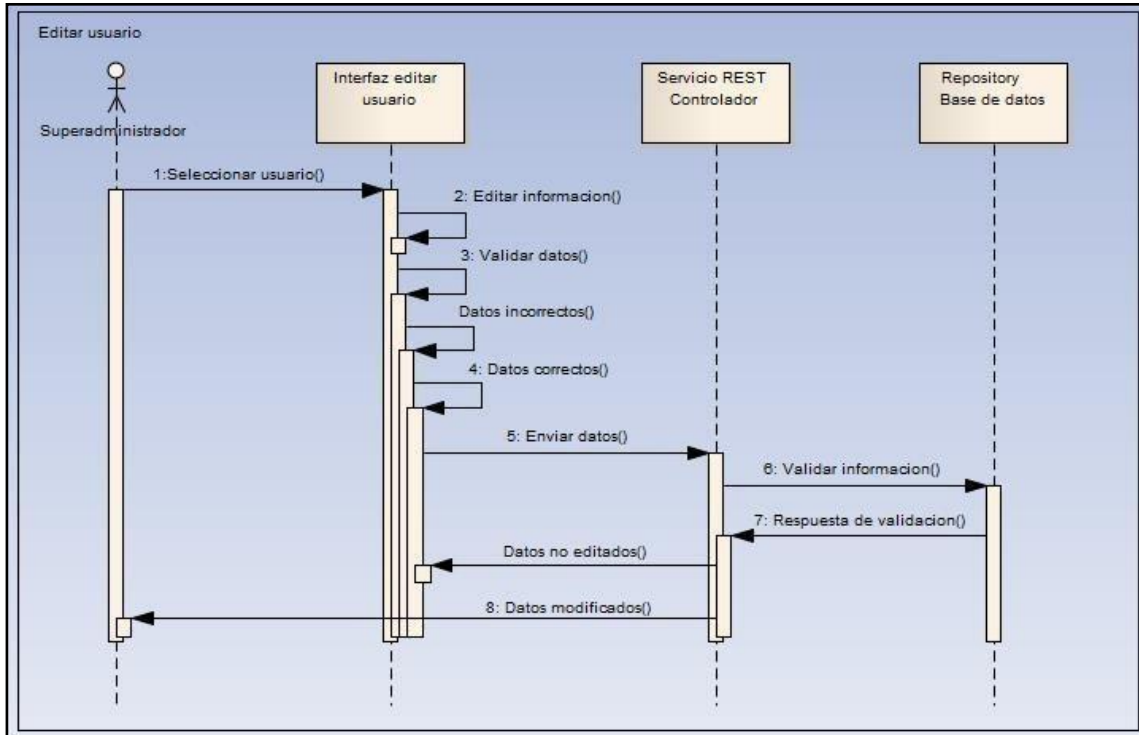 Editar usuario
Superadministrador
Interfaz editar
usuario
Servicio REST
Controlador
Repository
Base de datos
1:Seleccionar usuario()
2: Editar informacion()
3: Validar datos()
Datos incorrectos()
4: Datos correctos()
5: Enviar datos()
6: Validar informacion()
7: Respuesta de validacion()
Datos no editados()
8: Datos modificados()